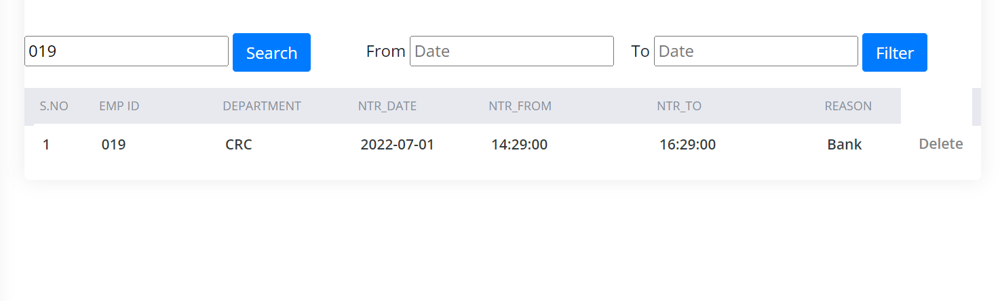 019 Search From Date To Date Filter
S.NO EMP ID DEPARTMENT NTR_DATE NTR_FROM NTR_TO REASON
1 019 CRC 2022-07-01 14:29:00 16:29:00 Bank Delete